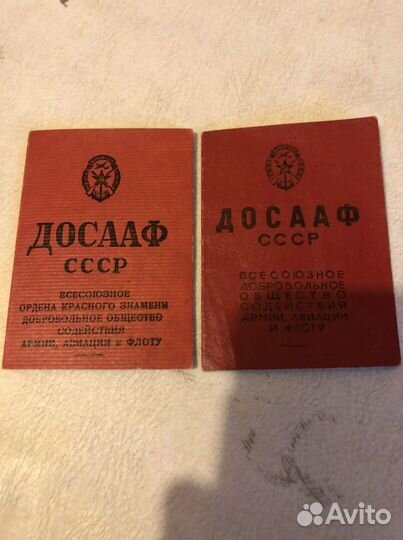 ДОСААФ
СССР
ВСЕСОЮЗНОЕ
ОРДЕНА КРАСНОГО ЗНАМЕНИ
ДОБРОВОЛЬНОЕ ОБЩЕСТВО
СОДЕЙСТВИЯ
АРМИИ, АВИАЦИИ и ФЛОТУ
ДОСААФ
СССР
ВСЕСОЮЗНОЕ
ДОБРОВОЛЬНОЕ
ОБЩЕСТВО
СОДЕЙСТВИЯ
АРМИИ, АВИАЦИИ
И ФЛОТУ
Avito